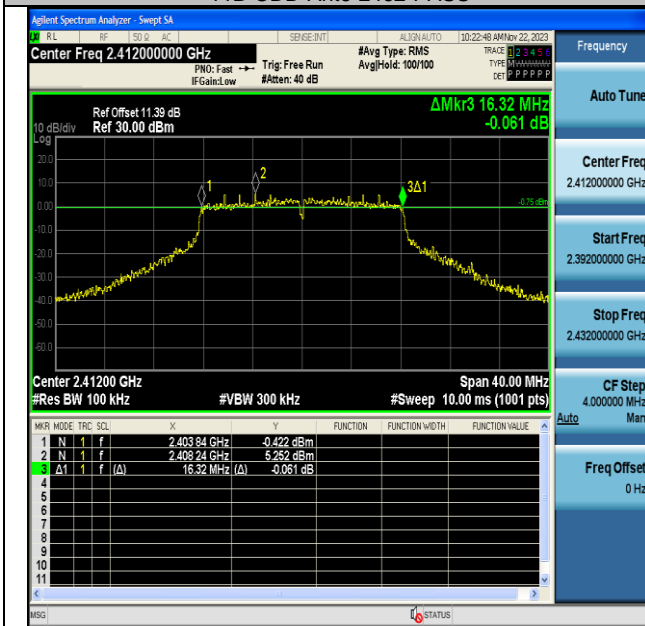 Agilent Spectrum Analyzer - Swept SA
RL RF 50 Ω AC SENSE:INT ALIGN AUTO 10:22:48 AM Nov 22, 2023
Center Freq 2.412000000 GHz #Avg Type: RMS TRACE 1 2 3 4 5 6
PNO: Fast Trig: Free Run Avg|Hold: 100/100 TYPE
IFGain:Low #Atten: 40 dB DET P P P P P P
Ref Offset 11.39 dB ΔMkr3 16.32 MHz
10 dB/div Ref 30.00 dBm -0.061 dB
Log
20.0
10.0
0.00
-10.0
-20.0
-30.0
-40.0
-50.0
-60.0
1
2
3Δ1
-0.75 dBm
Center 2.41200 GHz Span 40.00 MHz
#Res BW 100 kHz #VBW 300 kHz #Sweep 10.00 ms (1001 pts)
MKR MODE TRC SCL X Y FUNCTION FUNCTION WIDTH FUNCTION VALUE
1 N 1 f 2.403 84 GHz -0.422 dBm
2 N 1 f 2.408 24 GHz 5.252 dBm
3 Δ1 1 f (Δ) 16.32 MHz (Δ) -0.061 dB
4
5
6
7
8
9
10
11
MSG STATUS
Frequency
Auto Tune
Center Freq
2.412000000 GHz
Start Freq
2.392000000 GHz
Stop Freq
2.432000000 GHz
CF Step
4.000000 MHz
Auto Man
Freq Offset
0 Hz